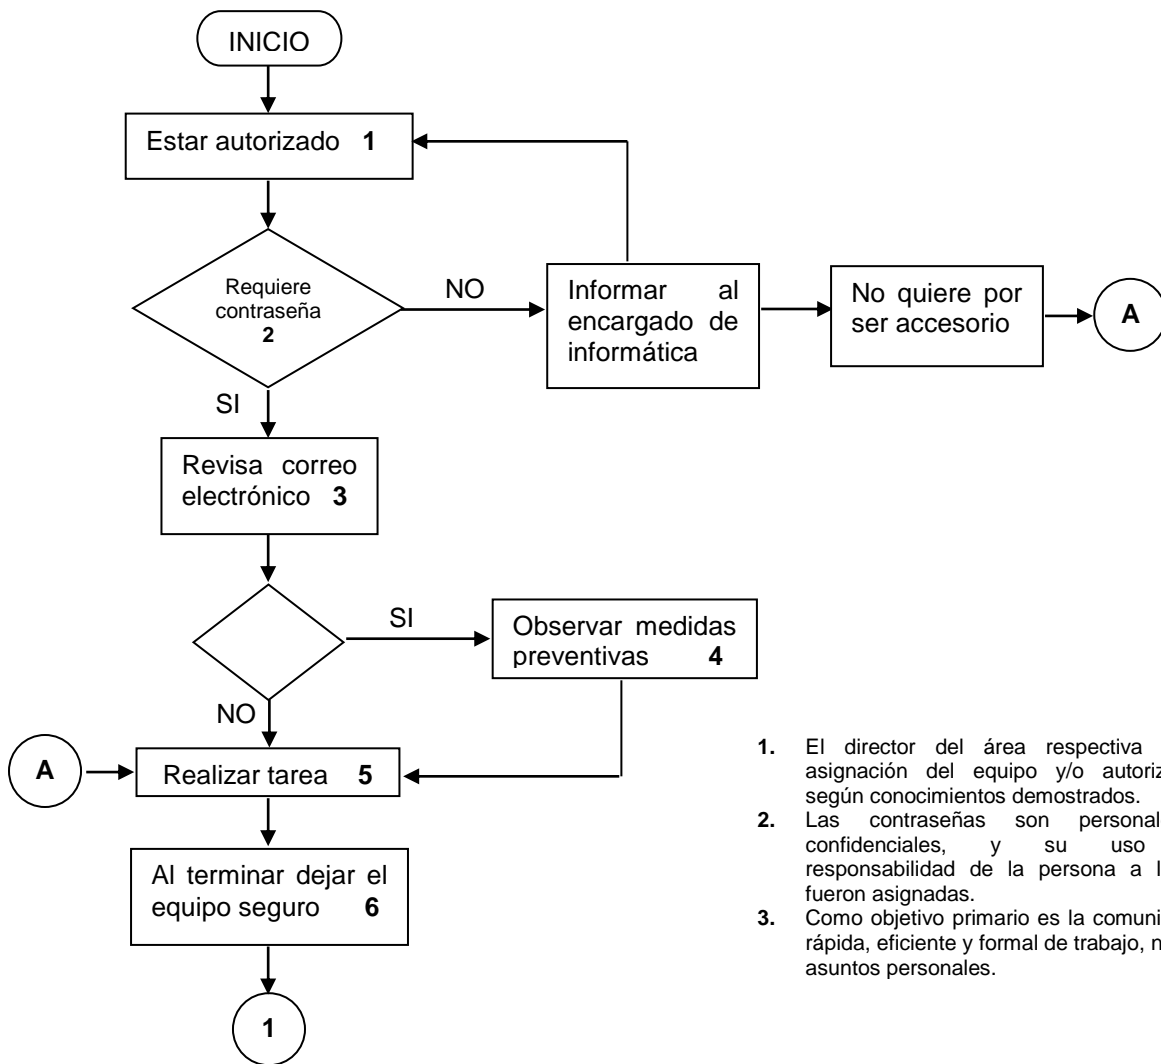 INICIO
Estar autorizado 1
Requiere
contraseña
2
NO
Informar al
encargado de
informática
No quiere por
ser accesorio
A
SI
Revisa correo
electrónico 3
SI
Observar medidas
preventivas 4
NO
A
Realizar tarea 5
Al terminar dejar el
equipo seguro 6
1
1. El director del área respectiva
asignación del equipo y/o
según conocimientos demostrados.
2. Las contraseñas son
confidenciales, y su uso
responsabilidad de la persona a
fueron asignadas.
3. Como objetivo primario es la
rápida, eficiente y formal de trabajo,
asuntos personales.